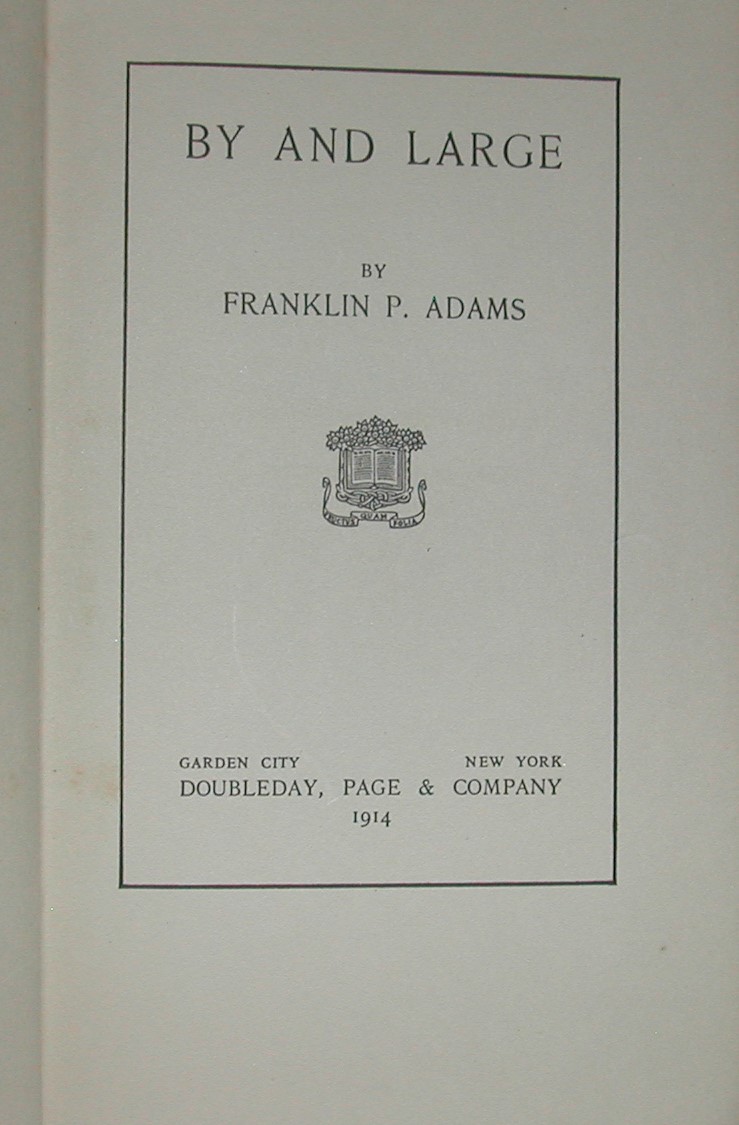 BY AND LARGE
BY
FRANKLIN P. ADAMS
FRUCTUS QUAM FOLIA
GARDEN CITY NEW YORK
DOUBLEDAY, PAGE & COMPANY
1914